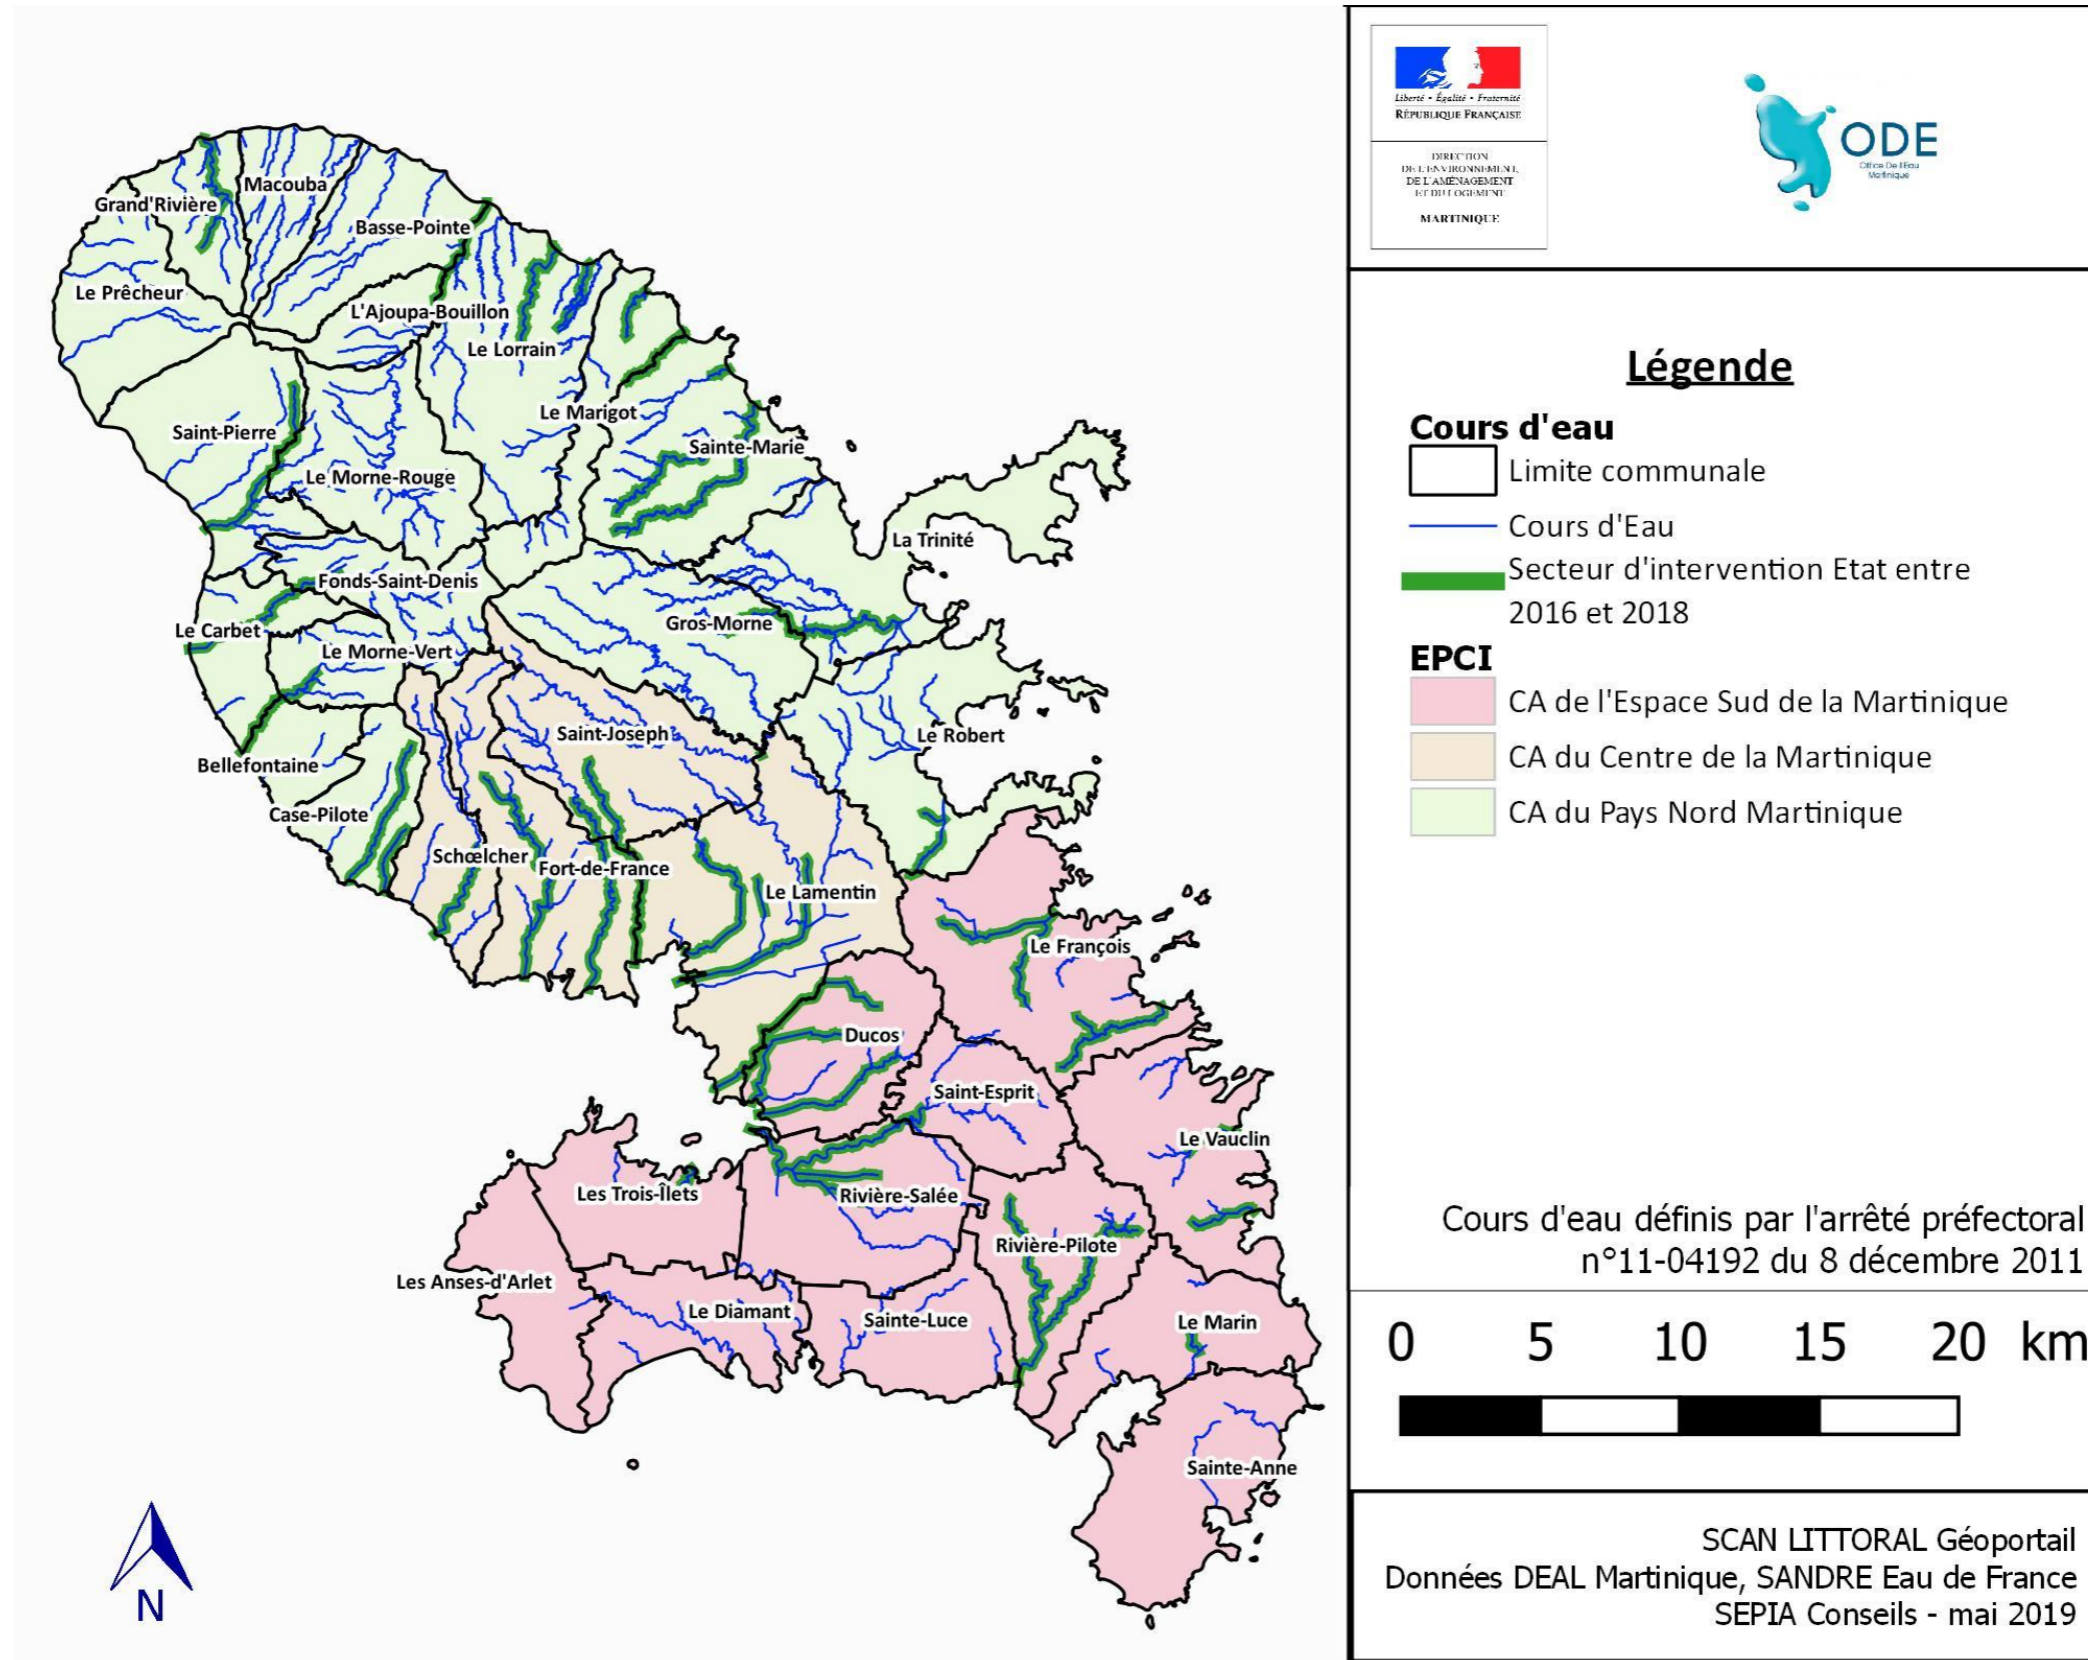 Liberté • Égalité • Fraternité
RÉPUBLIQUE FRANÇAISE
DIRECTION
DE L'ENVIRONNEMENT,
DE L'AMÉNAGEMENT
ET DU LOGEMENT
MARTINIQUE
ODE
Office De l'Eau
Martinique
Légende
Cours d'eau
Limite communale
Cours d'Eau
Secteur d'intervention Etat entre
2016 et 2018
EPCI
CA de l'Espace Sud de la Martinique
CA du Centre de la Martinique
CA du Pays Nord Martinique
Cours d'eau définis par l'arrêté préfectoral
n°11-04192 du 8 décembre 2011
0 5 10 15 20 km
SCAN LITTORAL Géoportail
Données DEAL Martinique, SANDRE Eau de France
SEPIA Conseils - mai 2019
Macouba
Grand'Rivière
Basse-Pointe
Le Prêcheur
L'Ajoupa-Bouillon
Le Lorrain
Le Marigot
Saint-Pierre
Sainte-Marie
Le Morne-Rouge
La Trinité
Fonds-Saint-Denis
Gros-Morne
Le Carbet
Le Morne-Vert
Saint-Joseph
Le Robert
Bellefontaine
Case-Pilote
Schœlcher
Fort-de-France
Le Lamentin
Le François
Ducos
Saint-Esprit
Le Vauclin
Les Trois-Îlets
Rivière-Salée
Rivière-Pilote
Les Anses-d'Arlet
Le Diamant
Sainte-Luce
Le Marin
Sainte-Anne
N